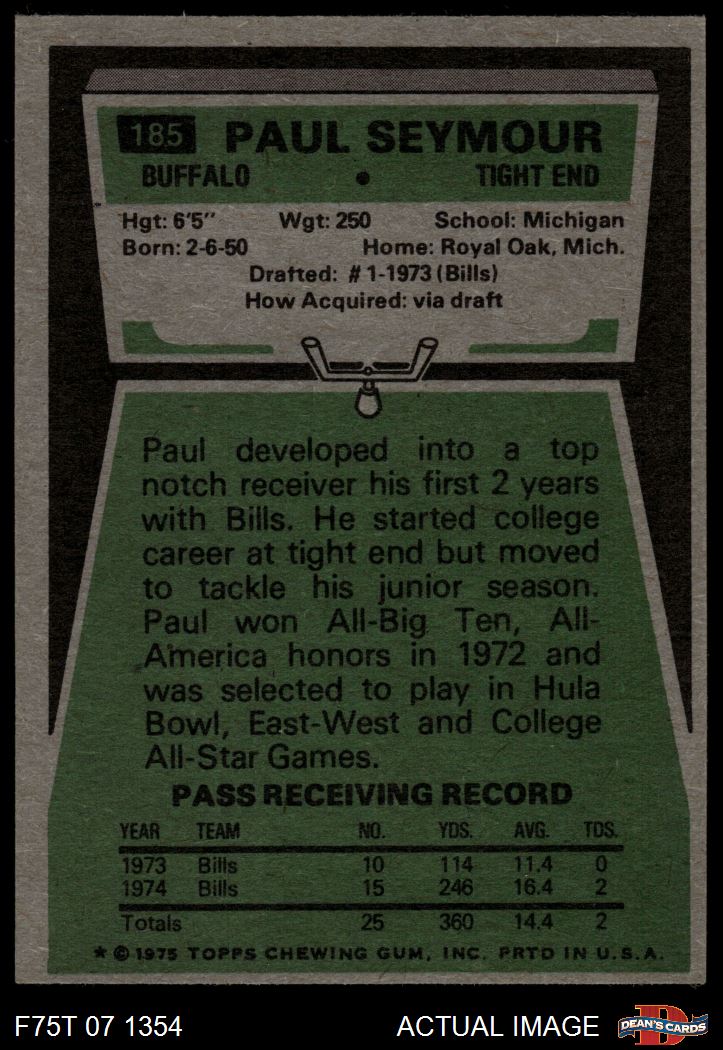 185 PAUL SEYMOUR
BUFFALO • TIGHT END
Hgt: 6'5" Wgt: 250 School: Michigan
Born: 2-6-50 Home: Royal Oak, Mich.
Drafted: #1-1973 (Bills)
How Acquired: via draft
Paul developed into a top
notch receiver his first 2 years
with Bills. He started college
career at tight end but moved
to tackle his junior season.
Paul won All-Big Ten, All-
America honors in 1972 and
was selected to play in Hula
Bowl, East-West and College
All-Star Games.
PASS RECEIVING RECORD
YEAR TEAM NO. YDS. AVG. TDS.
1973 Bills 10 114 11.4 0
1974 Bills 15 246 16.4 2
Totals 25 360 14.4 2
* © 1975 TOPPS CHEWING GUM, INC. PRTD IN U.S.A.
F75T 07 1354 ACTUAL IMAGE D DEAN'S CARDS